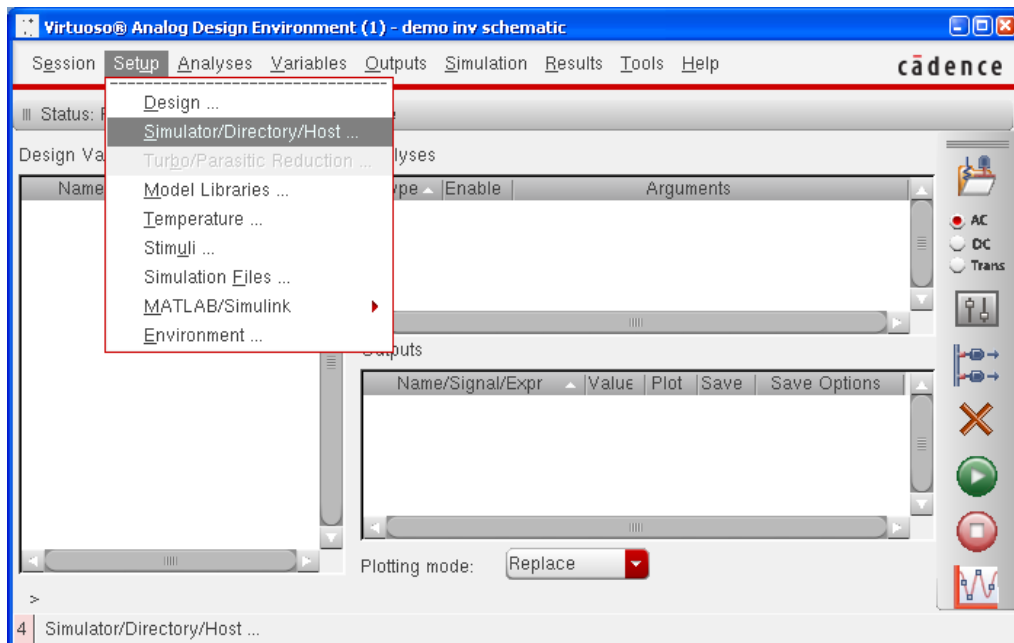 Virtuoso® Analog Design Environment (1) - demo inv schematic
Session Setup Analyses Variables Outputs Simulation Results Tools Help
cādence
Status:
Design ...
Simulator/Directory/Host ...
Turbo/Parasitic Reduction ...
Model Libraries ...
Temperature ...
Stimuli ...
Simulation Files ...
MATLAB/Simulink
Environment ...
Design Va
lyses
Name
ype Enable Arguments
AC
DC
Trans
Outputs
Name/Signal/Expr Value Plot Save Save Options
Plotting mode: Replace
>
4 Simulator/Directory/Host ...